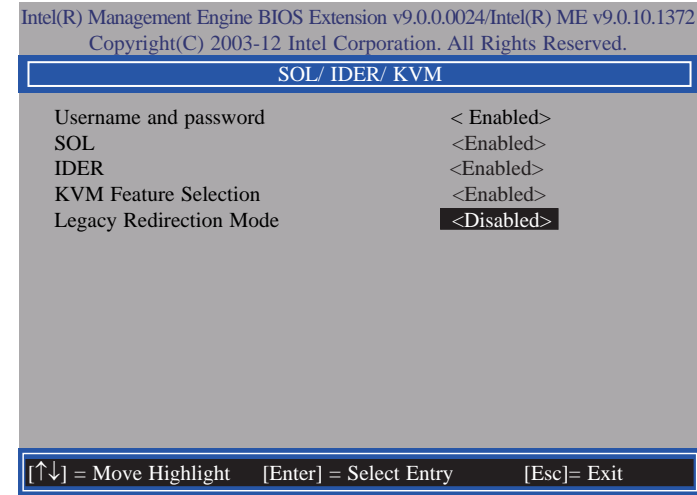 Intel(R) Management Engine BIOS Extension v9.0.0.0024/Intel(R) ME v9.0.10.1372
Copyright(C) 2003-12 Intel Corporation. All Rights Reserved.
SOL/ IDER/ KVM
Username and password < Enabled>
SOL <Enabled>
IDER <Enabled>
KVM Feature Selection <Enabled>
Legacy Redirection Mode <Disabled>
[↑↓] = Move Highlight [Enter] = Select Entry [Esc]= Exit